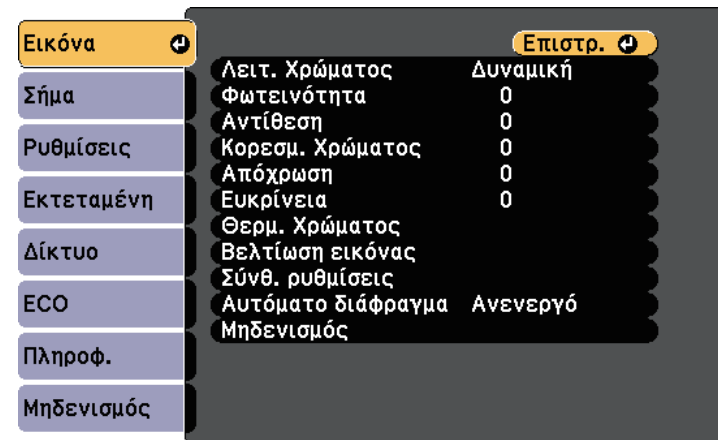 Εικόνα
Σήμα
Ρυθμίσεις
Εκτεταμένη
Δίκτυο
ECO
Πληροφ.
Μηδενισμός
Επιστρ.
Λειτ. Χρώματος Δυναμική
Φωτεινότητα 0
Αντίθεση 0
Κορεσμ. Χρώματος 0
Απόχρωση 0
Ευκρίνεια 0
Θερμ. Χρώματος
Βελτίωση εικόνας
Σύνθ. ρυθμίσεις
Αυτόματο διάφραγμα Ανενεργό
Μηδενισμός